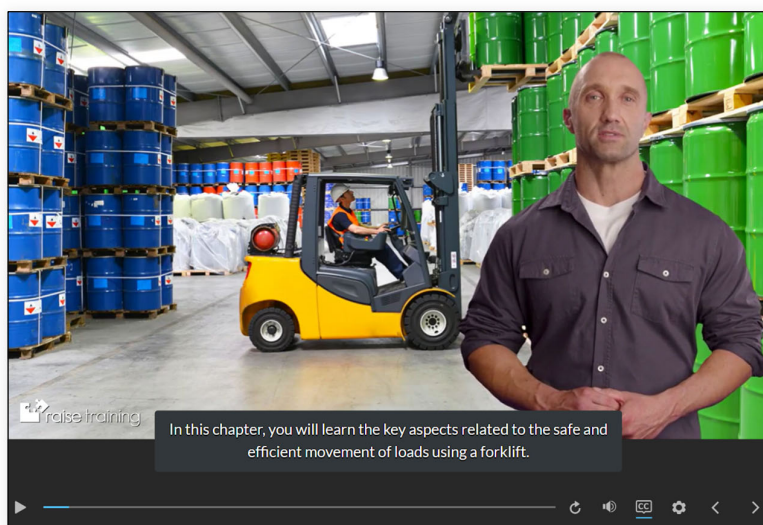 raise training
In this chapter, you will learn the key aspects related to the safe and
efficient movement of loads using a forklift.
CC